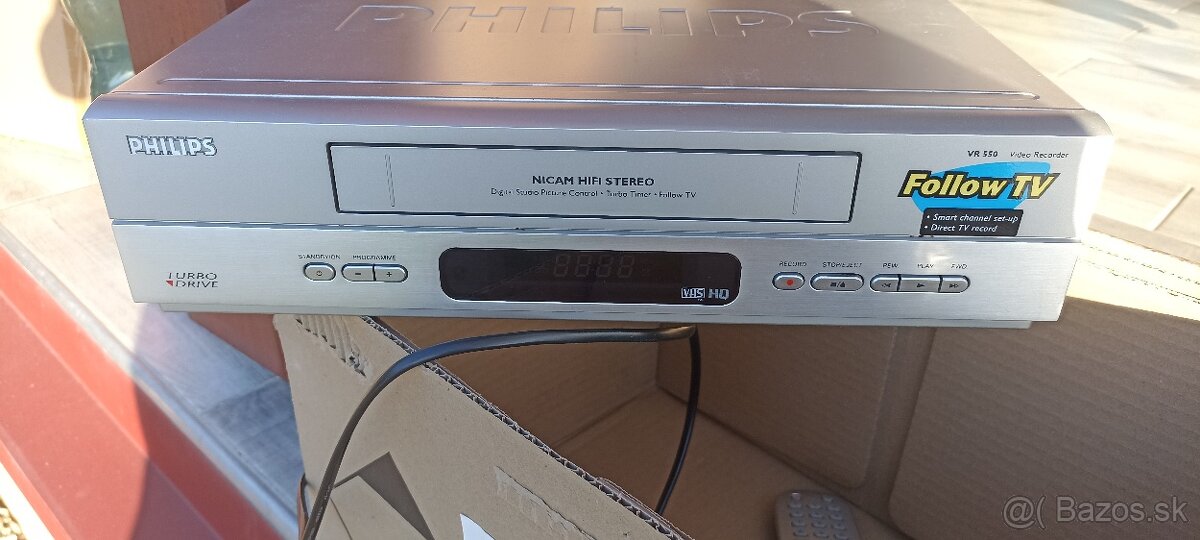 PHILIPS
PHILIPS
VR 550 Video Recorder
NICAM HIFI STEREO
Digital Studio Picture Control • Turbo Timer • Follow TV
Follow TV
• Smart channel set-up
• Direct TV record
TURBO
DRIVE
STANDBY/ON PROGRAMME
- +
VHS HQ
RECORD STOP/EJECT REW PLAY FWD
@( Bazos.sk